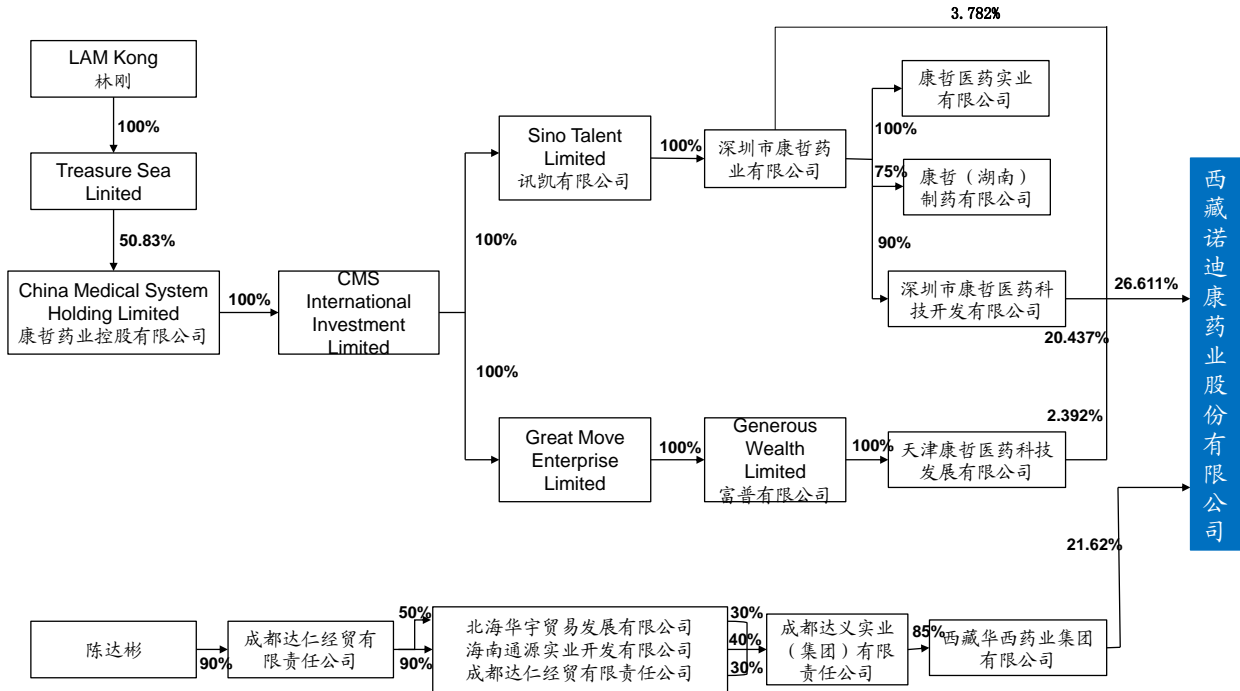 3.782%
LAM Kong
林刚
100%
Treasure Sea
Linited
50.83%
China Medical System
Holding Limited
康哲药业控股有限公司
100%
CMS
International
Investment
Limited
100%
100%
Sino Talent
Limited
讯凯有限公司
100%
深圳市康哲药
业有限公司
康哲医药实业
有限公司
100%
75%
康哲（湖南）
制药有限公司
90%
深圳市康哲医药科
技开发有限公司
26.611%
20.437%
Great Move
Enterprise
Limited
100%
Generous
Wealth
Limited
富普有限公司
100%
天津康哲医药科技
发展有限公司
2.392%
西藏诺迪康药业股份有限公司
21.62%
陈达彬
90%
成都达仁经贸有
限责任公司
50%
90%
北海华宇贸易发展有限公司
海南通源实业开发有限公司
成都达仁经贸有限责任公司
30%
40%
30%
成都达义实业
（集团）有限
责任公司
85%
西藏华西药业集团
有限公司